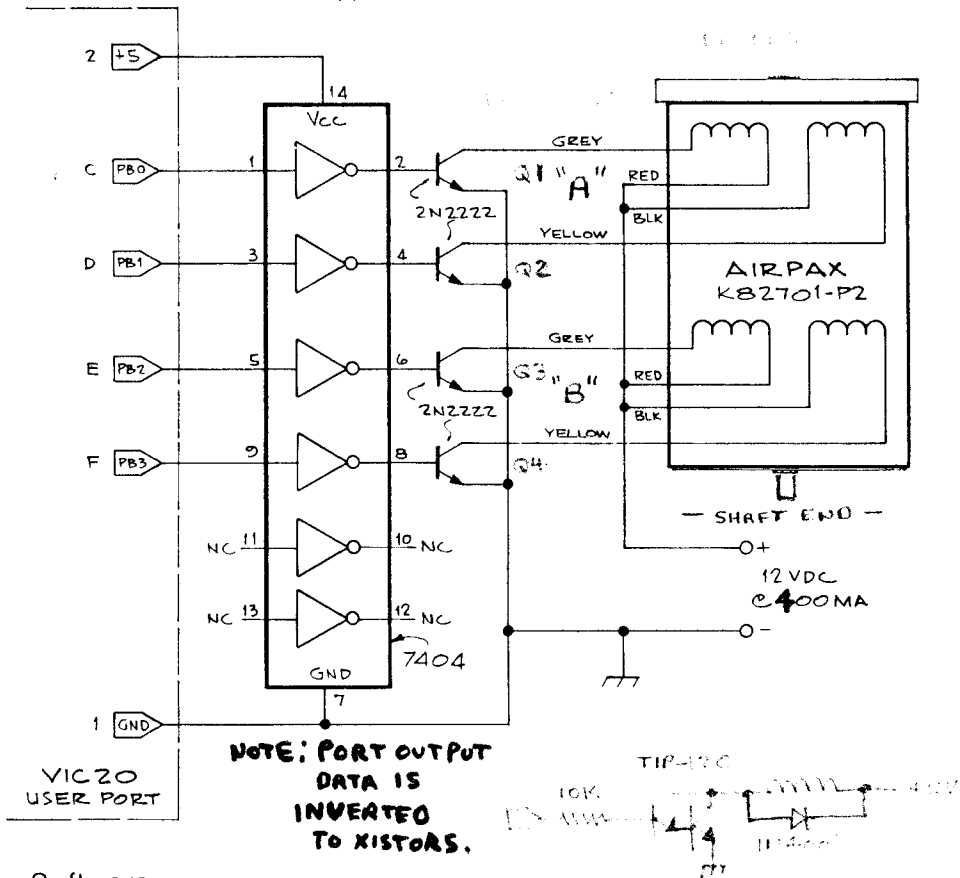 2 +5
14
VCC
C PB0 1 2
GREY
Q1 "A"
RED
2N2222
BLK
D PB1 3 4
YELLOW
Q2
AIRPAX
K82701-P2
E PB2 5 6
GREY
Q3 "B"
RED
2N2222
BLK
F PB3 9 8
YELLOW
Q4
NC 11 10 NC
NC 13 12 NC
7404
GND
7
1 GND
- SHAFT END -
+
12 VDC
@400MA
-
VIC20
USER PORT
NOTE: PORT OUTPUT
DATA IS
INVERTED
TO XISTORS.
TIP-120
10K